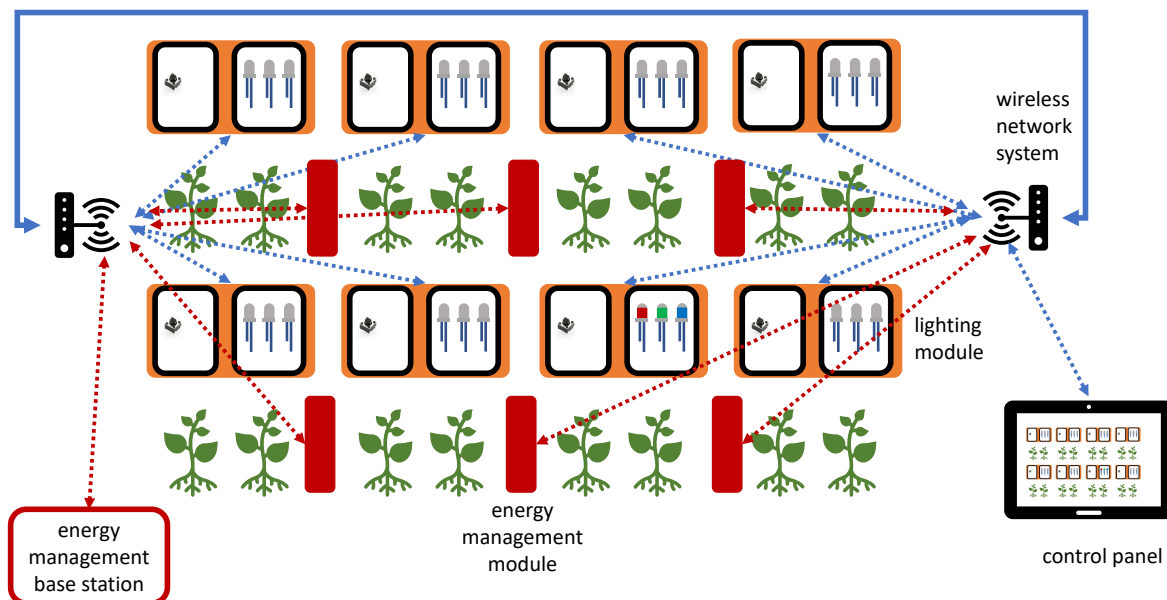 wireless
network
system
lighting
module
energy
management
module
energy
management
base station
control panel